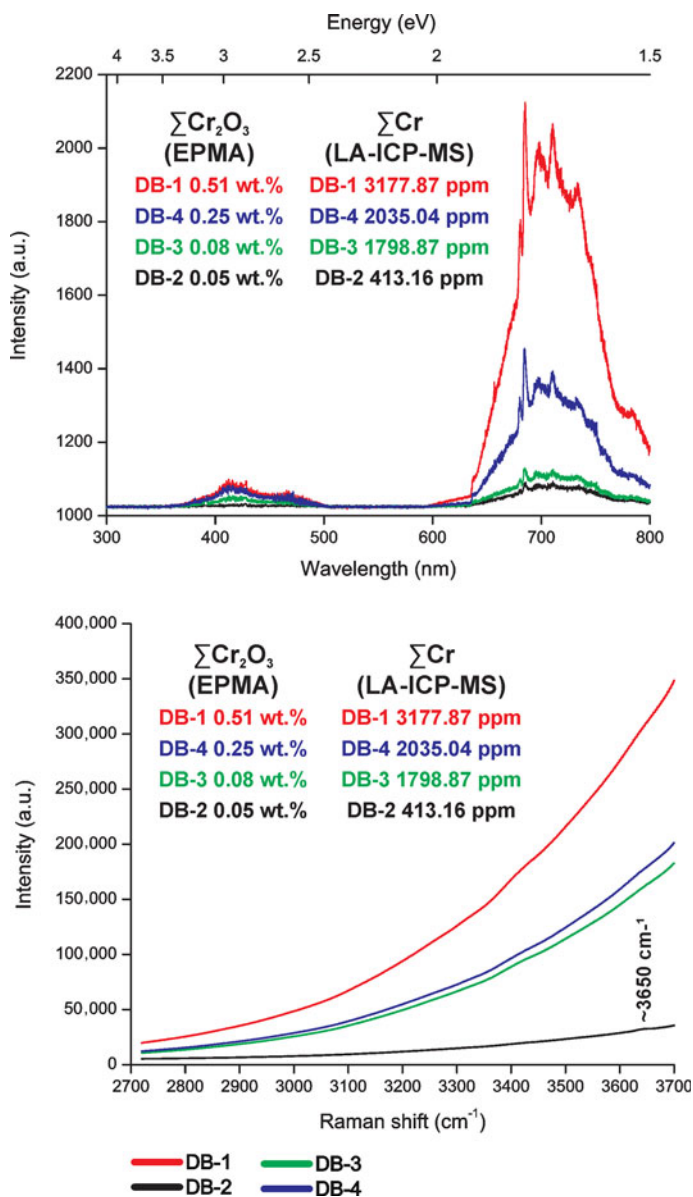 Energy (eV)
4 3.5 3 2.5 2 1.5
2200
2000
1800
1600
1400
1200
1000
Intensity (a.u.)
∑Cr₂O₃ ∑Cr
(EPMA) (LA-ICP-MS)
DB-1 0.51 wt.% DB-1 3177.87 ppm
DB-4 0.25 wt.% DB-4 2035.04 ppm
DB-3 0.08 wt.% DB-3 1798.87 ppm
DB-2 0.05 wt.% DB-2 413.16 ppm
300 400 500 600 700 800
Wavelength (nm)
400,000
350,000
300,000
250,000
200,000
150,000
100,000
50,000
0
Intensity (a.u.)
∑Cr₂O₃ ∑Cr
(EPMA) (LA-ICP-MS)
DB-1 0.51 wt.% DB-1 3177.87 ppm
DB-4 0.25 wt.% DB-4 2035.04 ppm
DB-3 0.08 wt.% DB-3 1798.87 ppm
DB-2 0.05 wt.% DB-2 413.16 ppm
~3650 cm⁻¹
2700 2800 2900 3000 3100 3200 3300 3400 3500 3600 3700
Raman shift (cm⁻¹)
DB-1 DB-3
DB-2 DB-4